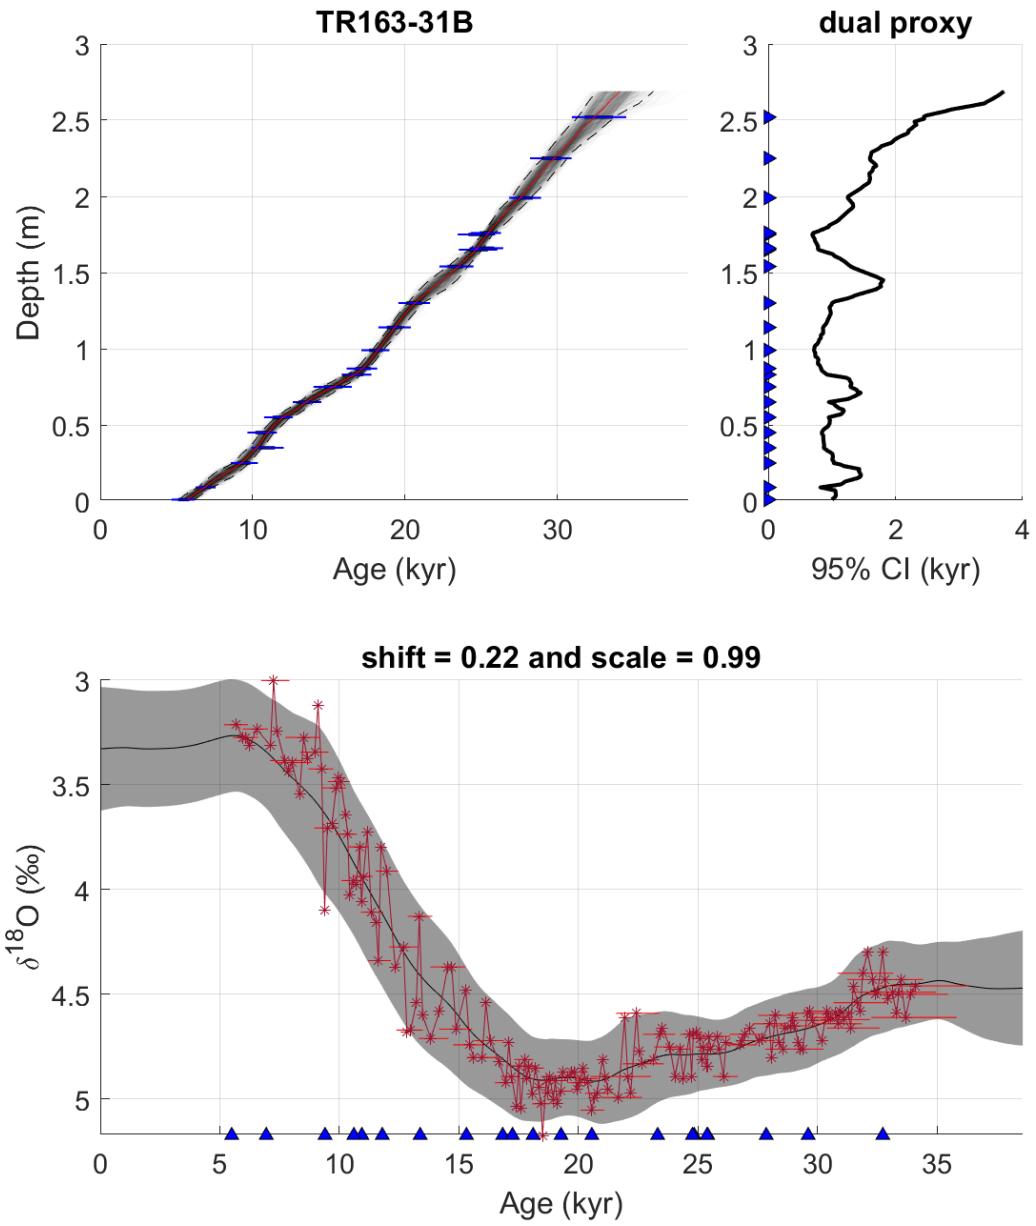 TR163-31B
3
2.5
2
1.5
1
0.5
0
0 10 20 30
Depth (m)
Age (kyr)
dual proxy
3
2.5
2
1.5
1
0.5
0
0 2 4
95% CI (kyr)
shift = 0.22 and scale = 0.99
3
3.5
4
4.5
5
0 5 10 15 20 25 30 35
δ18O (‰)
Age (kyr)